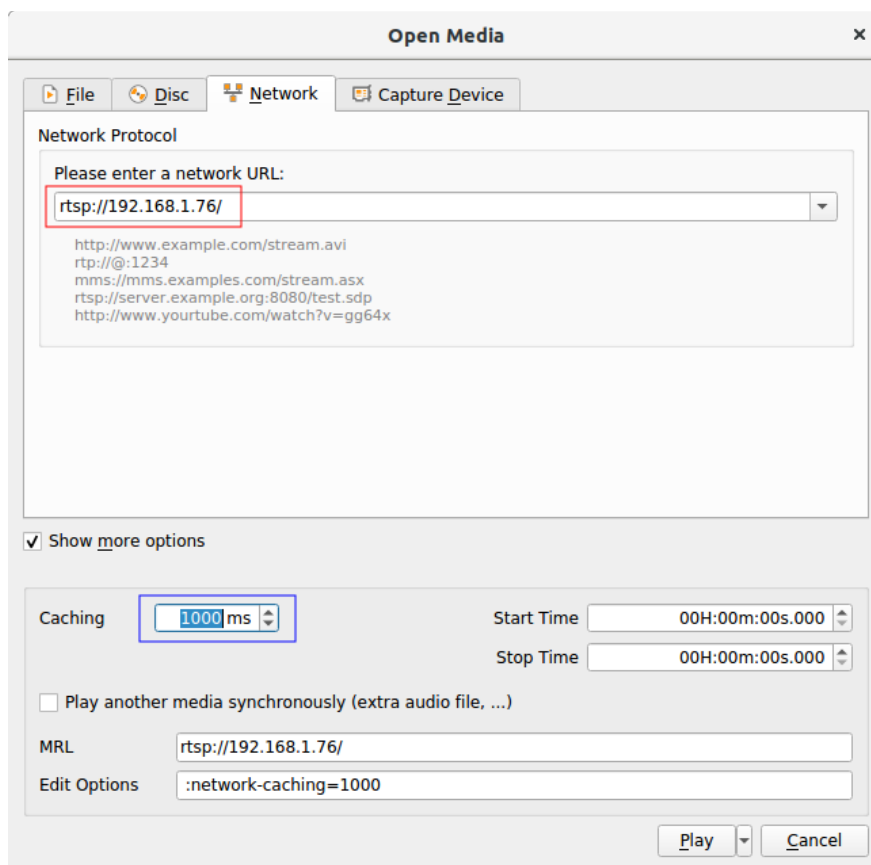 Open Media
File Disc Network Capture Device
Network Protocol
Please enter a network URL:
rtsp://192.168.1.76/
http://www.example.com/stream.avi
rtp://@:1234
mms://mms.examples.com/stream.asx
rtsp://server.example.org:8080/test.sdp
http://www.yourtube.com/watch?v=gg64x
Show more options
Caching 1000 ms Start Time 00H:00m:00s.000
Stop Time 00H:00m:00s.000
Play another media synchronously (extra audio file, ...)
MRL rtsp://192.168.1.76/
Edit Options :network-caching=1000
Play Cancel